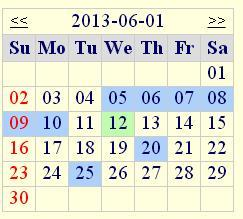 << 2013-06-01 >>
Su Mo Tu We Th Fr Sa
01
02 03 04 05 06 07 08
09 10 11 12 13 14 15
16 17 18 19 20 21 22
23 24 25 26 27 28 29
30